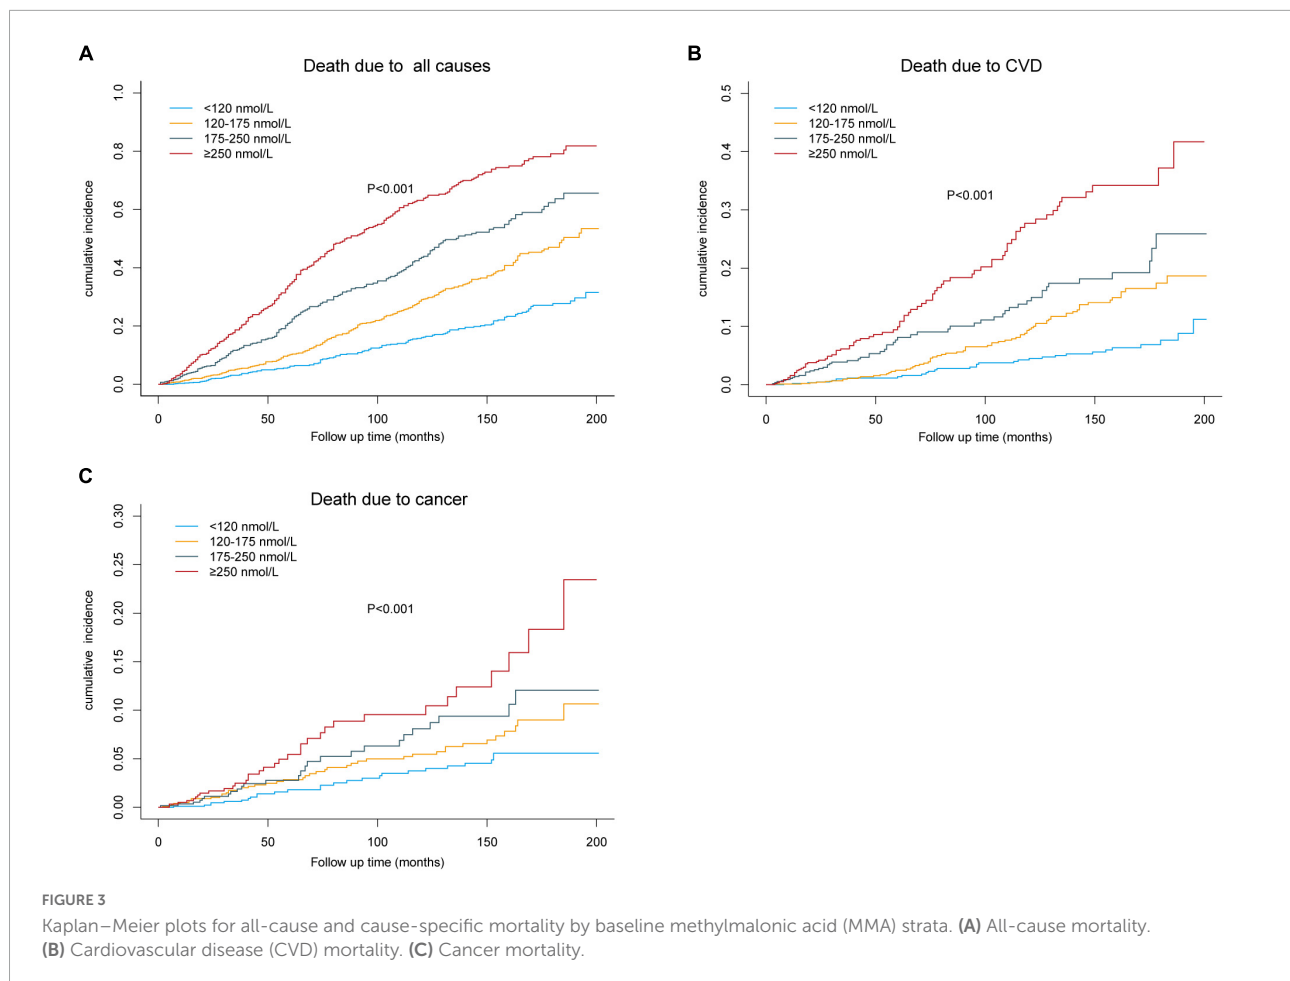 A
Death due to  all causes
1.0
0.8
0.6
0.4
0.2
0.0
cumulative incidence
<120 nmol/L
120-175 nmol/L
175-250 nmol/L
≥250 nmol/L
P<0.001
0 50 100 150 200
Follow up time (months)
B
Death due to CVD
0.5
0.4
0.3
0.2
0.1
0.0
cumulative incidence
<120 nmol/L
120-175 nmol/L
175-250 nmol/L
≥250 nmol/L
P<0.001
0 50 100 150 200
Follow up time (months)
C
Death due to cancer
0.30
0.25
0.20
0.15
0.10
0.05
0.00
cumulative  incidence
<120 nmol/L
120-175 nmol/L
175-250 nmol/L
≥250 nmol/L
P<0.001
0 50 100 150 200
Follow up time (months)
FIGURE 3
Kaplan–Meier plots for all-cause and cause-specific mortality by baseline methylmalonic acid (MMA) strata. (A) All-cause mortality.
(B) Cardiovascular disease (CVD) mortality. (C) Cancer mortality.